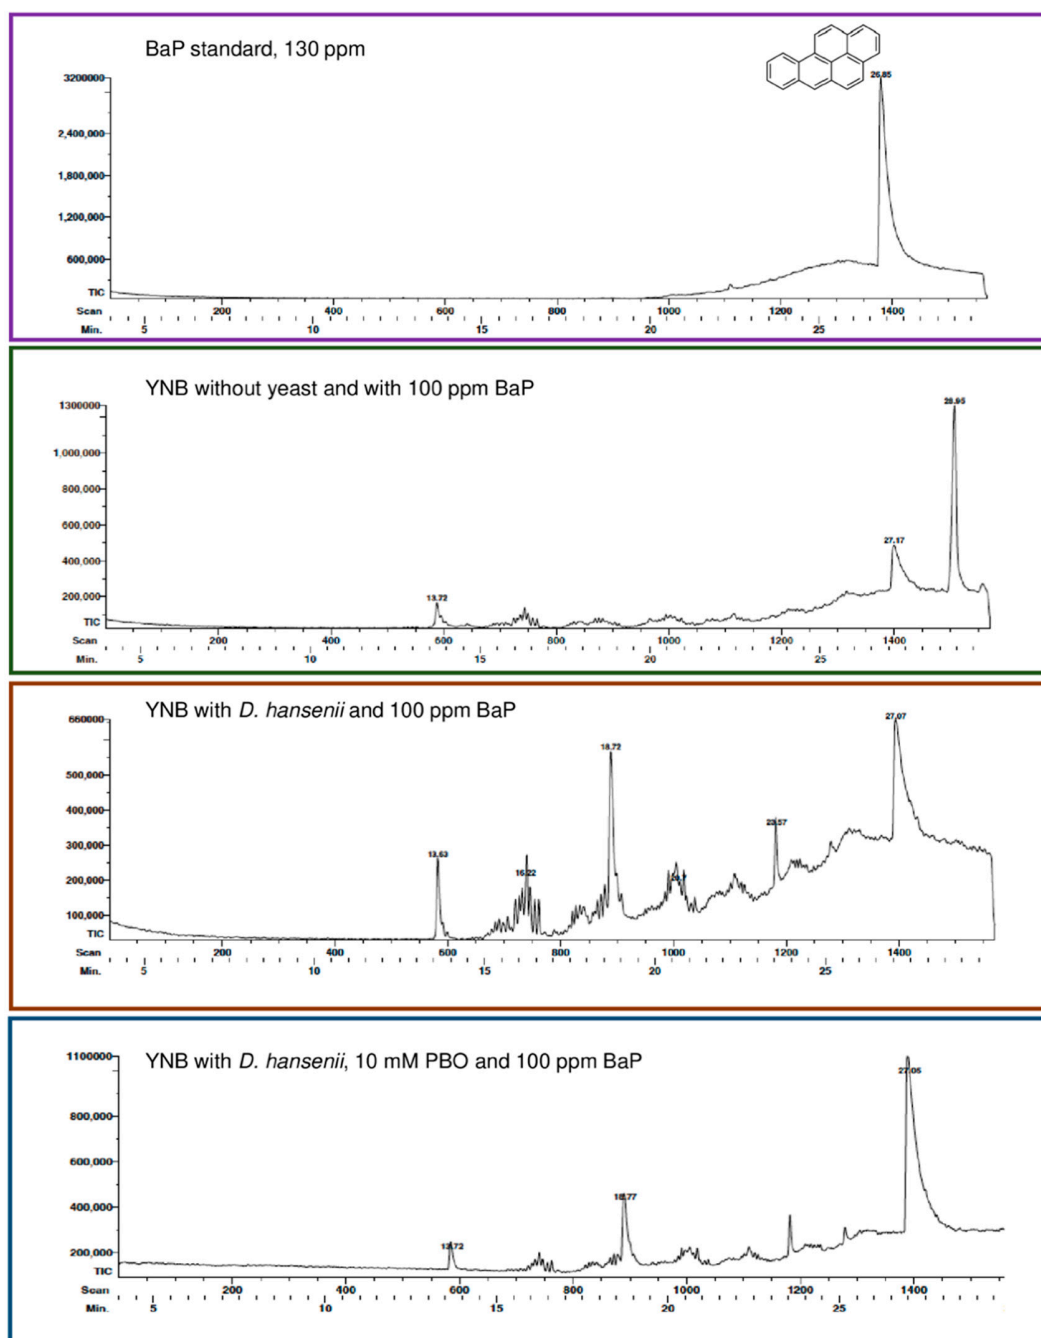 BaP standard, 130 ppm
26.85
3200000
2,400,000
1,800,000
1,200,000
600,000
TIC
Scan 200 400 600 800 1000 1200 1400
Min. 5 10 15 20 25
YNB without yeast and with 100 ppm BaP
1300000
28.95
1,000,000
800,000
600,000
27.17
400,000
200,000
13.72
TIC
Scan 200 400 600 800 1000 1200 1400
Min. 5 10 15 20 25
YNB with D. hansenii and 100 ppm BaP
660000
27.07
18.72
500,000
400,000
23.57
300,000
13.63
16.22
200,000
100,000
TIC
Scan 200 400 600 800 1000 1200 1400
Min. 5 10 15 20 25
YNB with D. hansenii, 10 mM PBO and 100 ppm BaP
1100000
27.05
800,000
600,000
400,000
18.77
200,000
13.72
TIC
Scan 200 400 600 800 1000 1200 1400
Min. 5 10 15 20 25